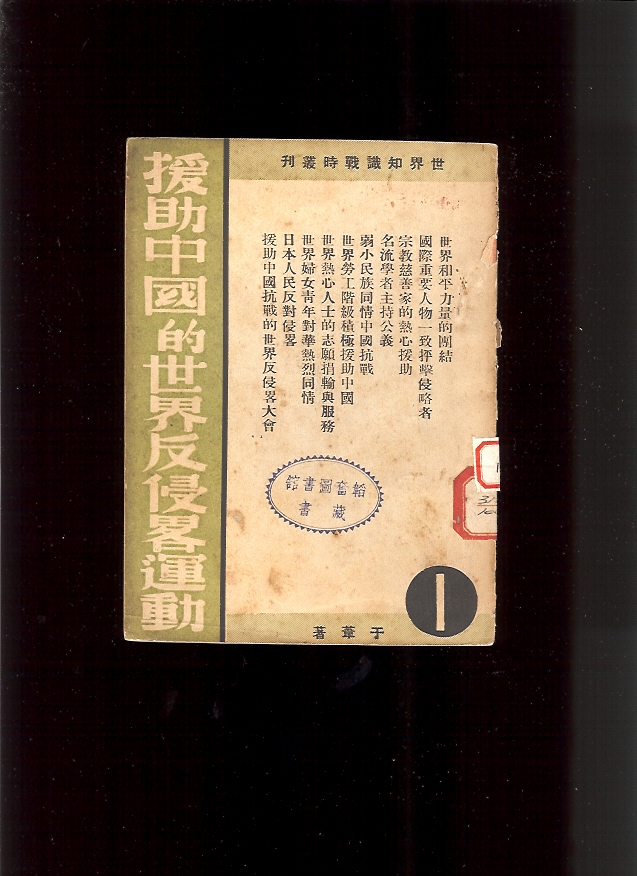 世界知識戰時叢刊
援助中國的世界反侵畧運動
世界和平力量的團結
國際重要人物一致抨擊侵略者
宗教慈善家的熱心援助
名流學者主持公義
弱小民族同情中國抗戰
世界勞工階級積極援助中國
世界熱心人士的志願捐輸與服務
世界婦女青年對華熱烈同情
日本人民反對侵畧
援助中國抗戰的世界反侵畧大會
韜奮圖書館
藏書
1
于葦著